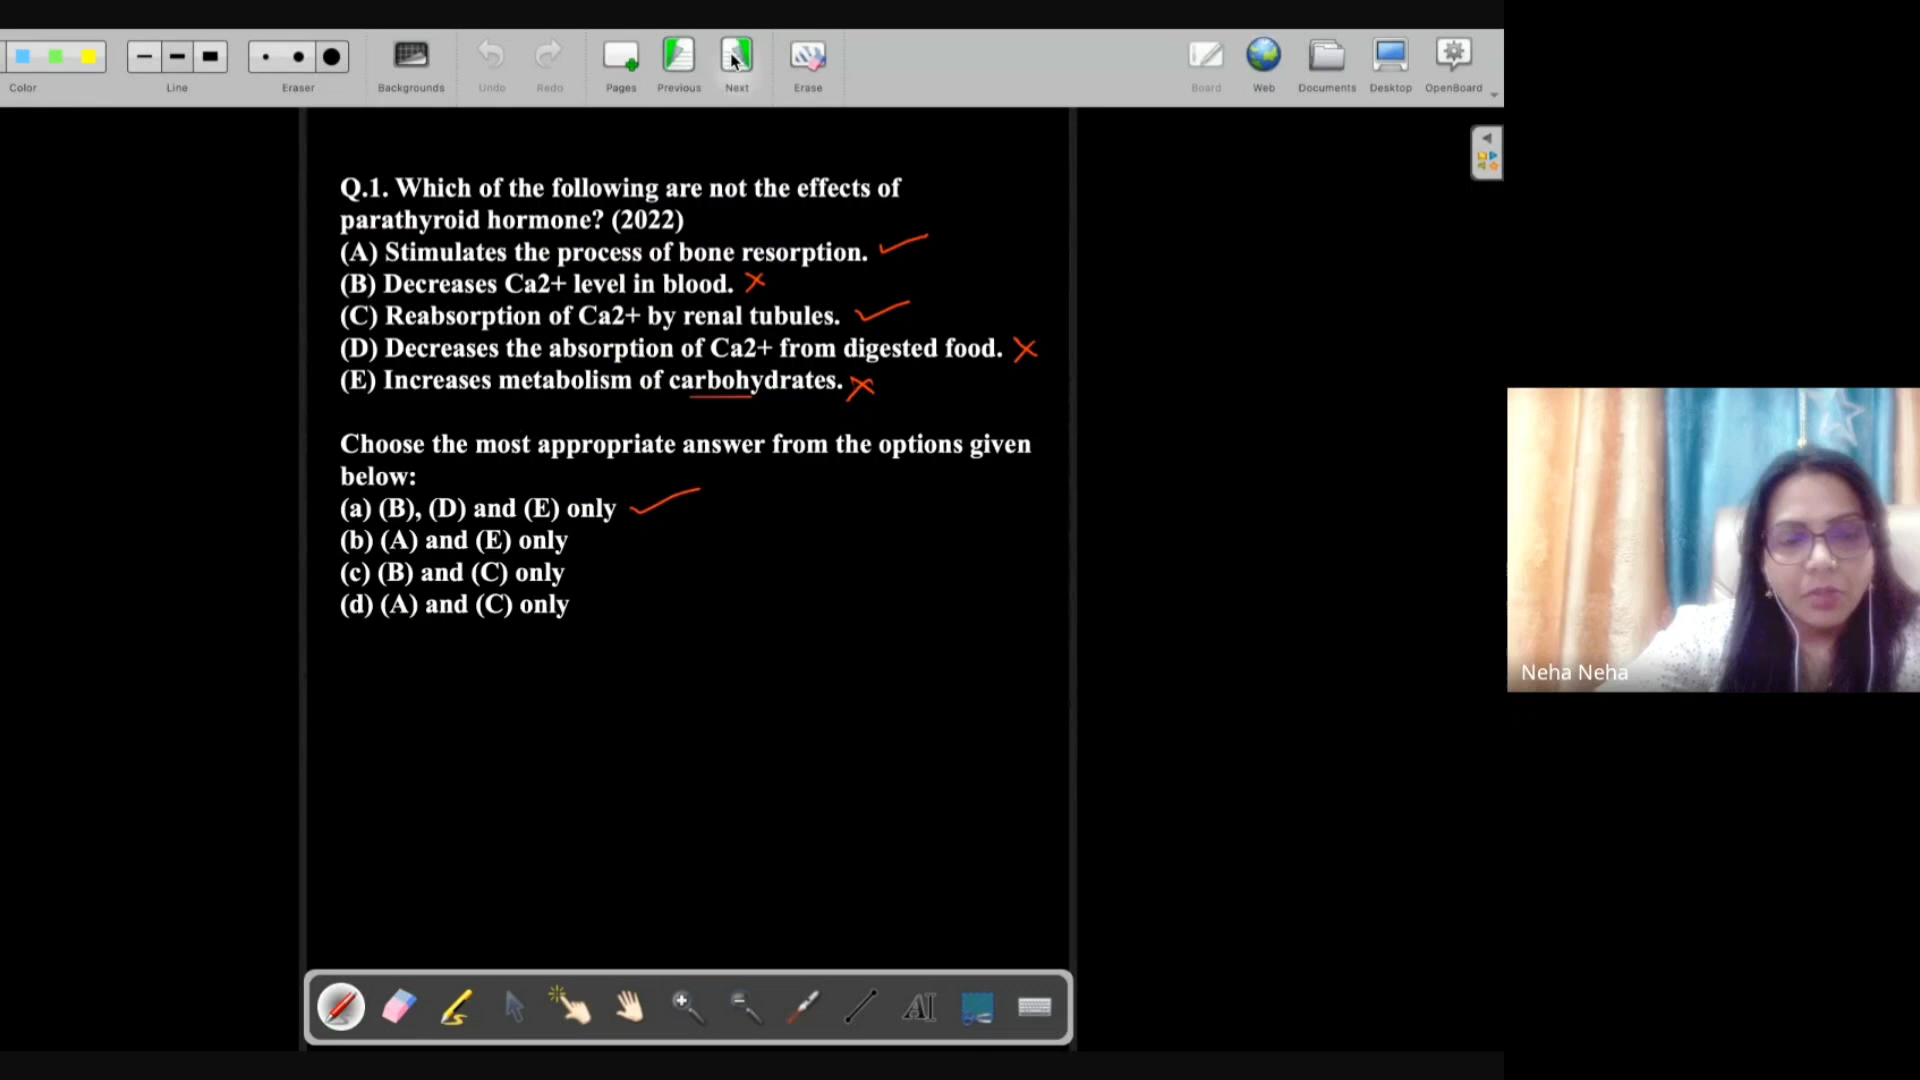 Color
Line
Eraser
Backgrounds
Undo
Redo
Pages
Previous
Next
Erase
Board
Web
Documents
Desktop
OpenBoard
Q.1. Which of the following are not the effects of
parathyroid hormone? (2022)
(A) Stimulates the process of bone resorption.
(B) Decreases Ca2+ level in blood.
(C) Reabsorption of Ca2+ by renal tubules.
(D) Decreases the absorption of Ca2+ from digested food.
(E) Increases metabolism of carbohydrates.
Choose the most appropriate answer from the options given
below:
(a) (B), (D) and (E) only
(b) (A) and (E) only
(c) (B) and (C) only
(d) (A) and (C) only
Neha Neha
AI